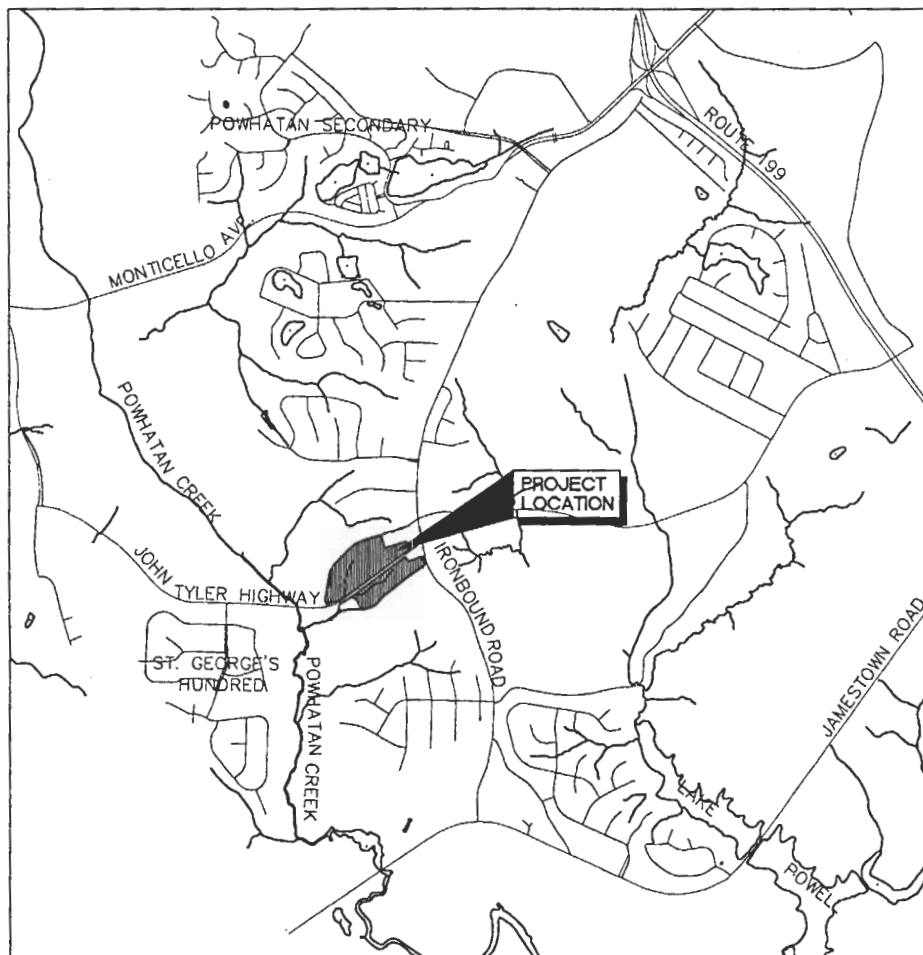 POWHATAN SECONDARY
ROUTE 199
MONTICELLO AVE.
POWHATAN CREEK
PROJECT
LOCATION
JOHN TYLER HIGHWAY
IRONBOUND ROAD
ST. GEORGE'S
HUNDRED
POWHATAN CREEK
JAMESTOWN ROAD
LAKE
POWEL